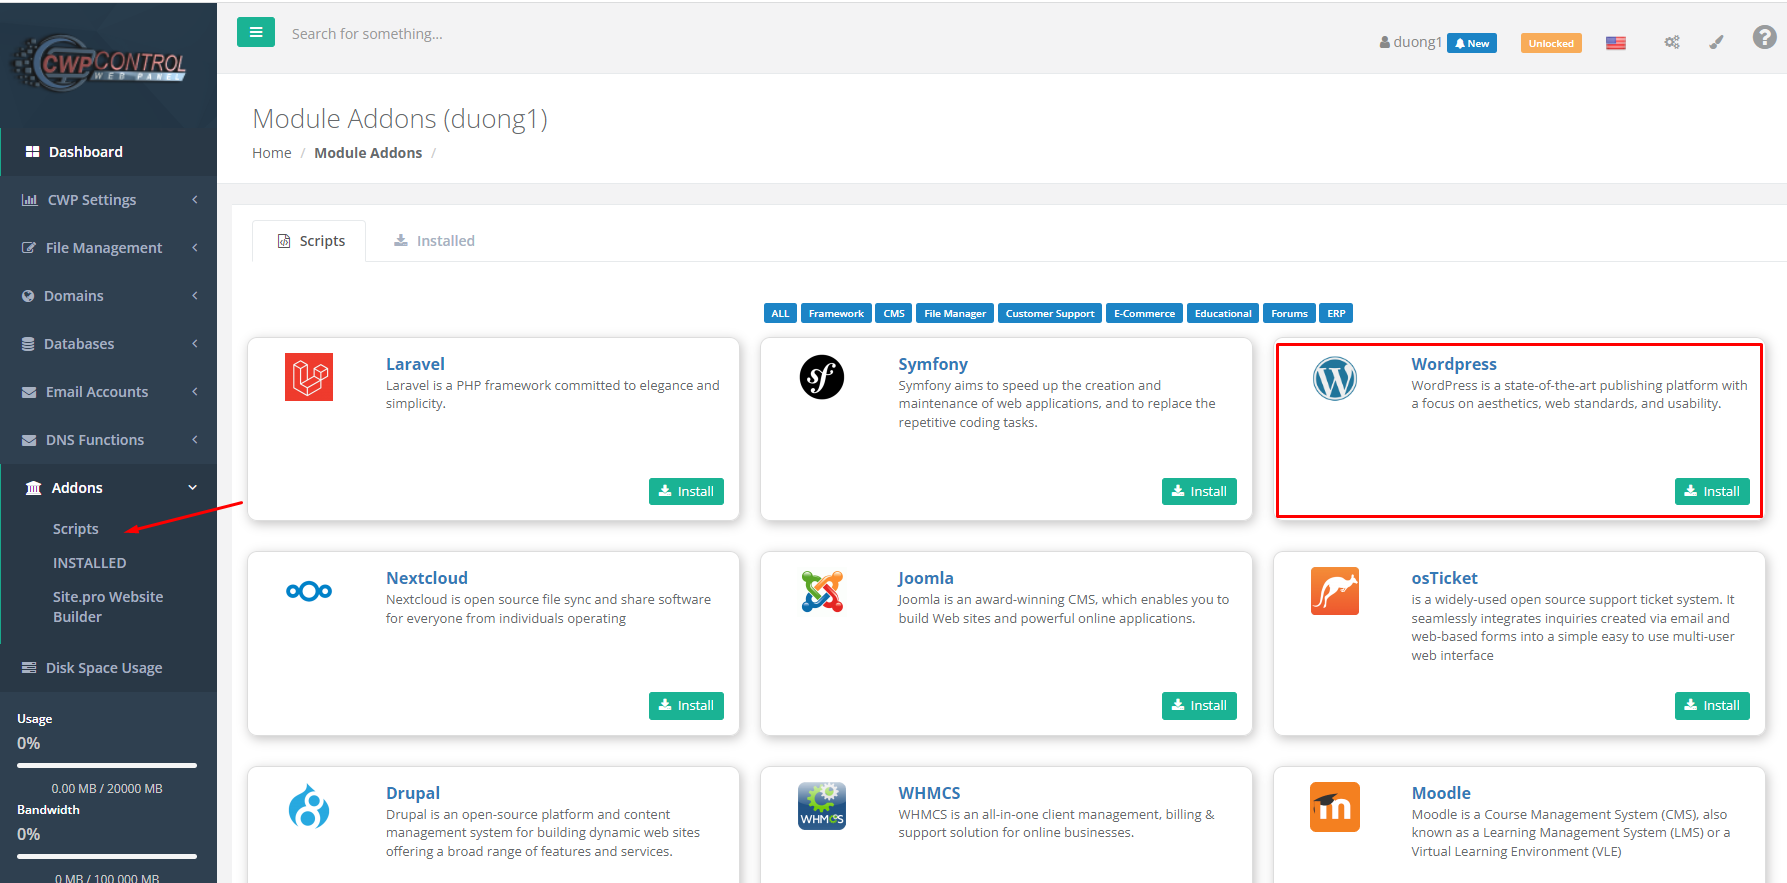 CWPCONTROL
WEB PANEL
Search for something...
duong1
New
Unlocked
Module Addons (duong1)
Home / Module Addons /
Dashboard
CWP Settings
File Management
Domains
Databases
Email Accounts
DNS Functions
Addons
Scripts
INSTALLED
Site.pro Website
Builder
Disk Space Usage
Usage
0%
0.00 MB / 20000 MB
Bandwidth
0%
0 MB / 100 000 MB
Scripts
Installed
ALL
Framework
CMS
File Manager
Customer Support
E-Commerce
Educational
Forums
ERP
Laravel
Laravel is a PHP framework committed to elegance and
simplicity.
Install
sf
Symfony
Symfony aims to speed up the creation and
maintenance of web applications, and to replace the
repetitive coding tasks.
Install
W
Wordpress
WordPress is a state-of-the-art publishing platform with
a focus on aesthetics, web standards, and usability.
Install
Nextcloud
Nextcloud is open source file sync and share software
for everyone from individuals operating
Install
Joomla
Joomla is an award-winning CMS, which enables you to
build Web sites and powerful online applications.
Install
osTicket
is a widely-used open source support ticket system. It
seamlessly integrates inquiries created via email and
web-based forms into a simple easy to use multi-user
web interface
Install
Drupal
Drupal is an open-source platform and content
management system for building dynamic web sites
offering a broad range of features and services.
WHMCS
WHMCS
WHMCS is an all-in-one client management, billing &
support solution for online businesses.
m
Moodle
Moodle is a Course Management System (CMS), also
known as a Learning Management System (LMS) or a
Virtual Learning Environment (VLE)